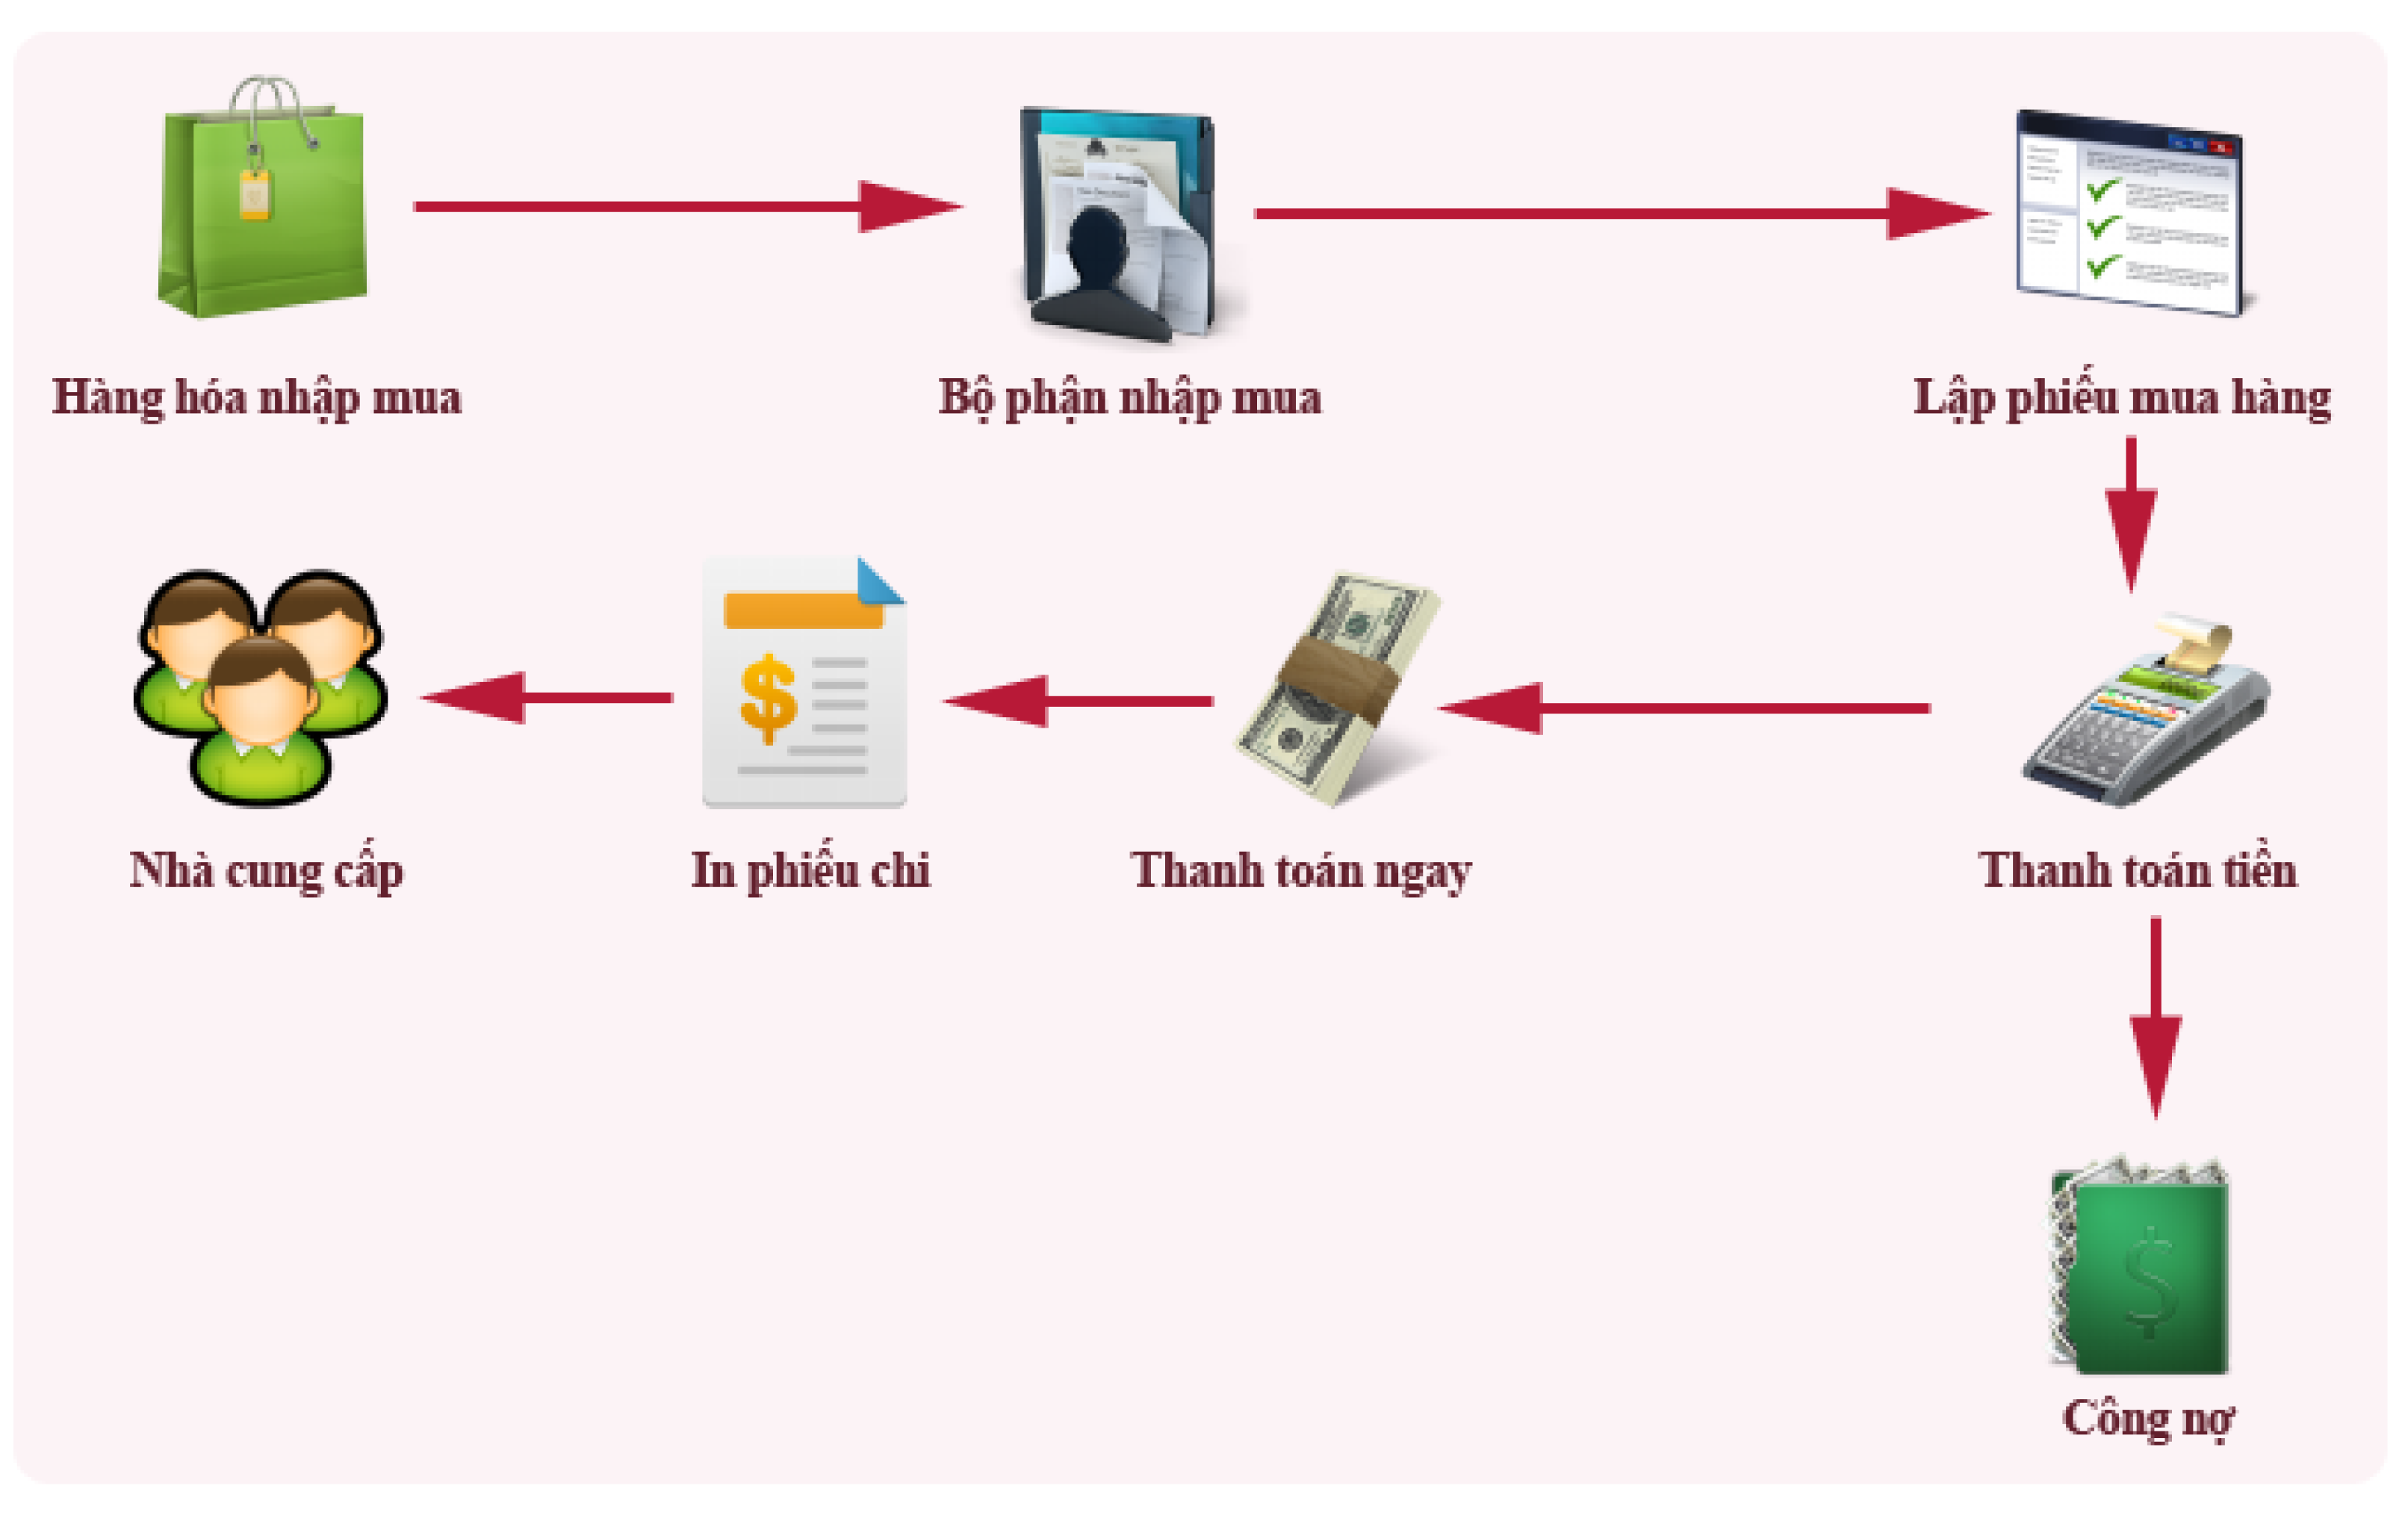 Hàng hóa nhập mua
Bộ phận nhập mua
Lập phiếu mua hàng
Nhà cung cấp
In phiếu chi
Thanh toán ngay
Thanh toán tiền
Công nợ